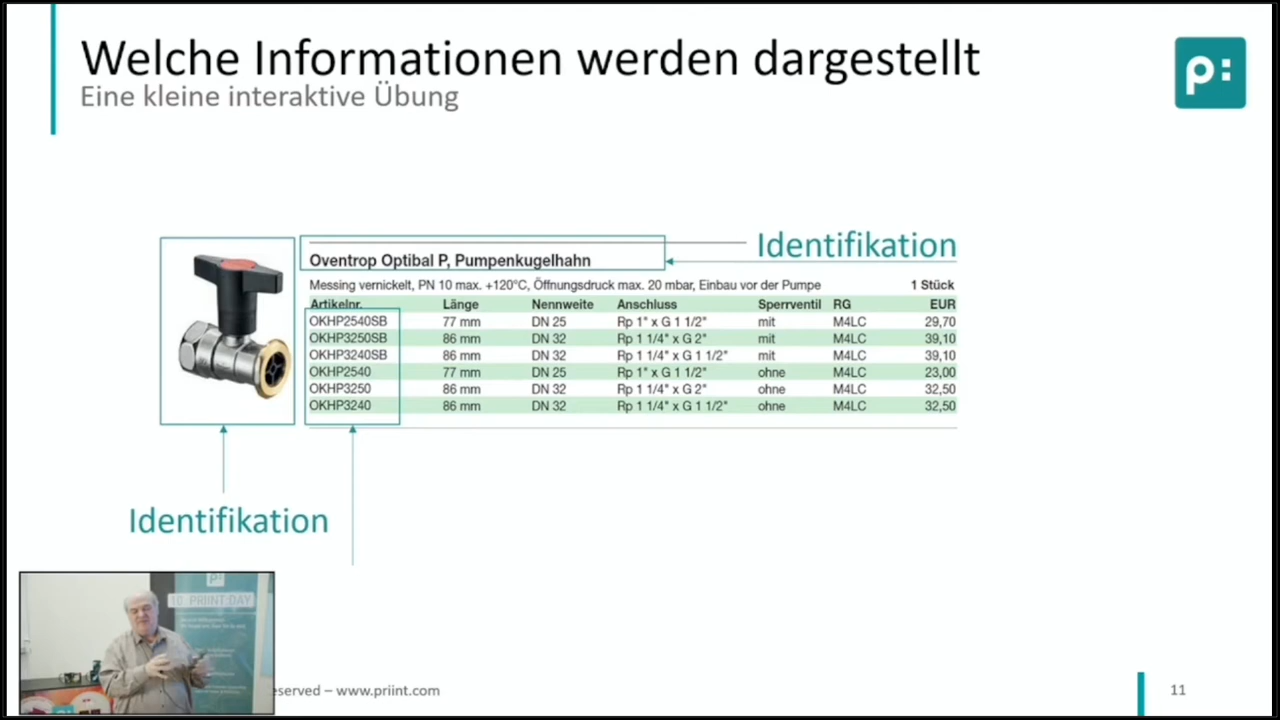 Welche Informationen werden dargestellt
Eine kleine interaktive Übung
p:
Identifikation
Oventrop Optibal P, Pumpenkugelhahn
Messing vernickelt, PN 10 max. +120°C, Öffnungsdruck max. 20 mbar, Einbau vor der Pumpe 1 Stück
Artikelnr. Länge Nennweite Anschluss Sperrventil RG EUR
OKHP2540SB 77 mm DN 25 Rp 1" x G 1 1/2" mit M4LC 29,70
OKHP3250SB 86 mm DN 32 Rp 1 1/4" x G 2" mit M4LC 39,10
OKHP3240SB 86 mm DN 32 Rp 1 1/4" x G 1 1/2" mit M4LC 39,10
OKHP2540 77 mm DN 25 Rp 1" x G 1 1/2" ohne M4LC 23,00
OKHP3250 86 mm DN 32 Rp 1 1/4" x G 2" ohne M4LC 32,50
OKHP3240 86 mm DN 32 Rp 1 1/4" x G 1 1/2" ohne M4LC 32,50
Identifikation
p:
10. PRIINT:DAY
eserved – www.priint.com
11